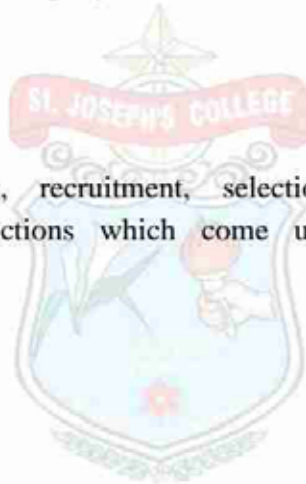 ST. JOSEPH'S COLLEGE
, recruitment, selectio
ctions which come u